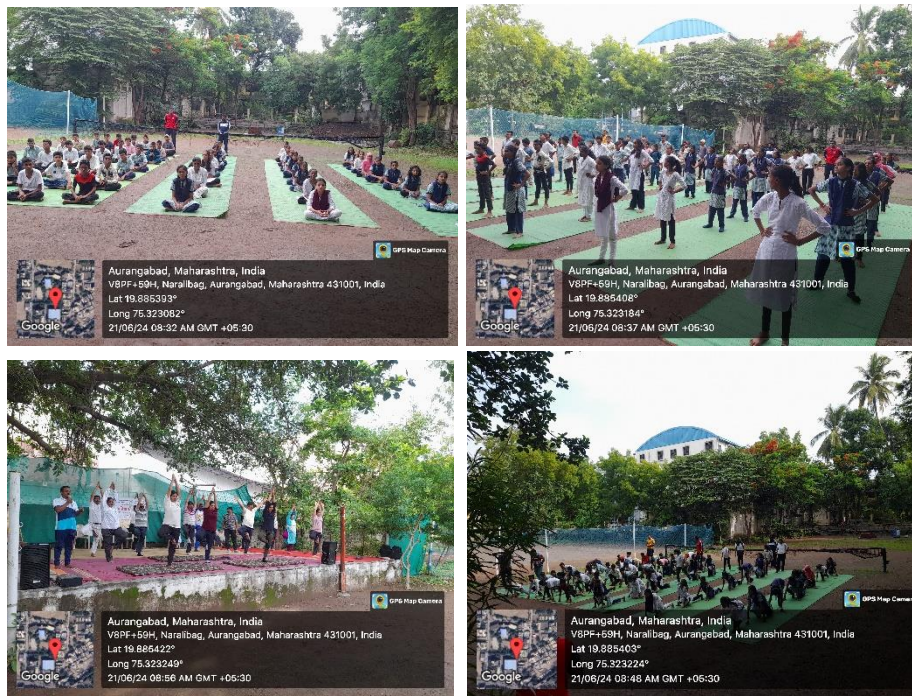 GPS Map Camera
Aurangabad, Maharashtra, India
V8PF+59H, Naralibag, Aurangabad, Maharashtra 431001, India
Lat 19.885393°
Long 75.323082°
21/06/24 08:32 AM GMT +05:30
Google
GPS Map Camera
Aurangabad, Maharashtra, India
V8PF+59H, Naralibag, Aurangabad, Maharashtra 431001, India
Lat 19.885408°
Long 75.323184°
21/06/24 08:37 AM GMT +05:30
Google
GPS Map Camera
Aurangabad, Maharashtra, India
V8PF+59H, Naralibag, Aurangabad, Maharashtra 431001, India
Lat 19.885422°
Long 75.323249°
21/06/24 08:56 AM GMT +05:30
Google
GPS Map Camera
Aurangabad, Maharashtra, India
V8PF+59H, Naralibag, Aurangabad, Maharashtra 431001, India
Lat 19.885403°
Long 75.323224°
21/06/24 08:48 AM GMT +05:30
Google